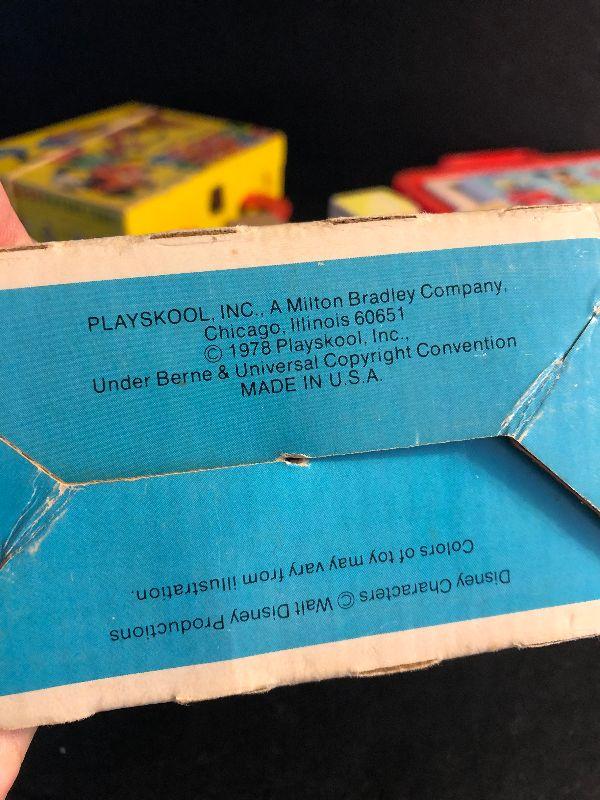 PLAYSKOOL, INC., A Milton Bradley Company,
Chicago, Illinois 60651
© 1978 Playskool, Inc.,
Under Berne & Universal Copyright Convention
MADE IN U.S.A.
Disney Characters © Walt Disney Productions
Colors of toy may vary from illustration.